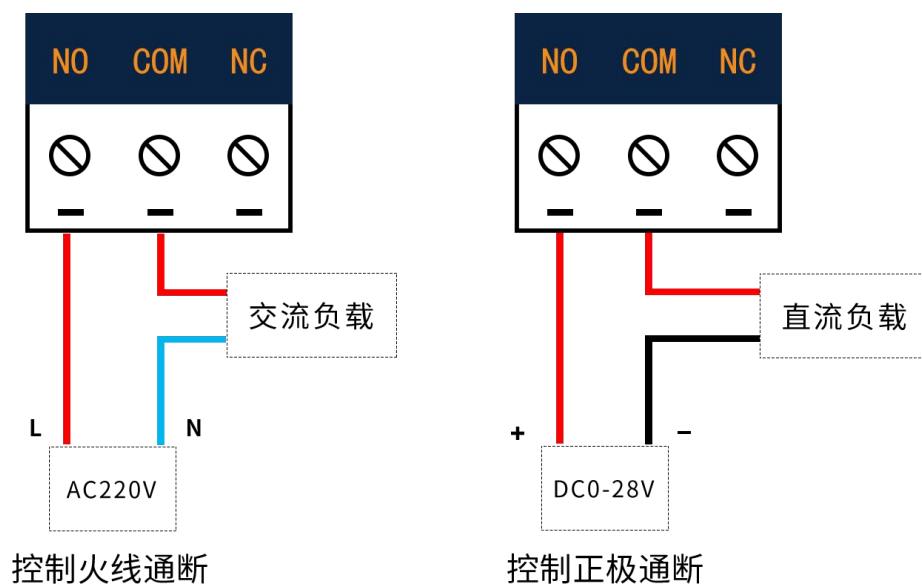 NO COM NC
交流负载
L N
AC220V
控制火线通断
NO COM NC
直流负载
+ −
DC0-28V
控制正极通断